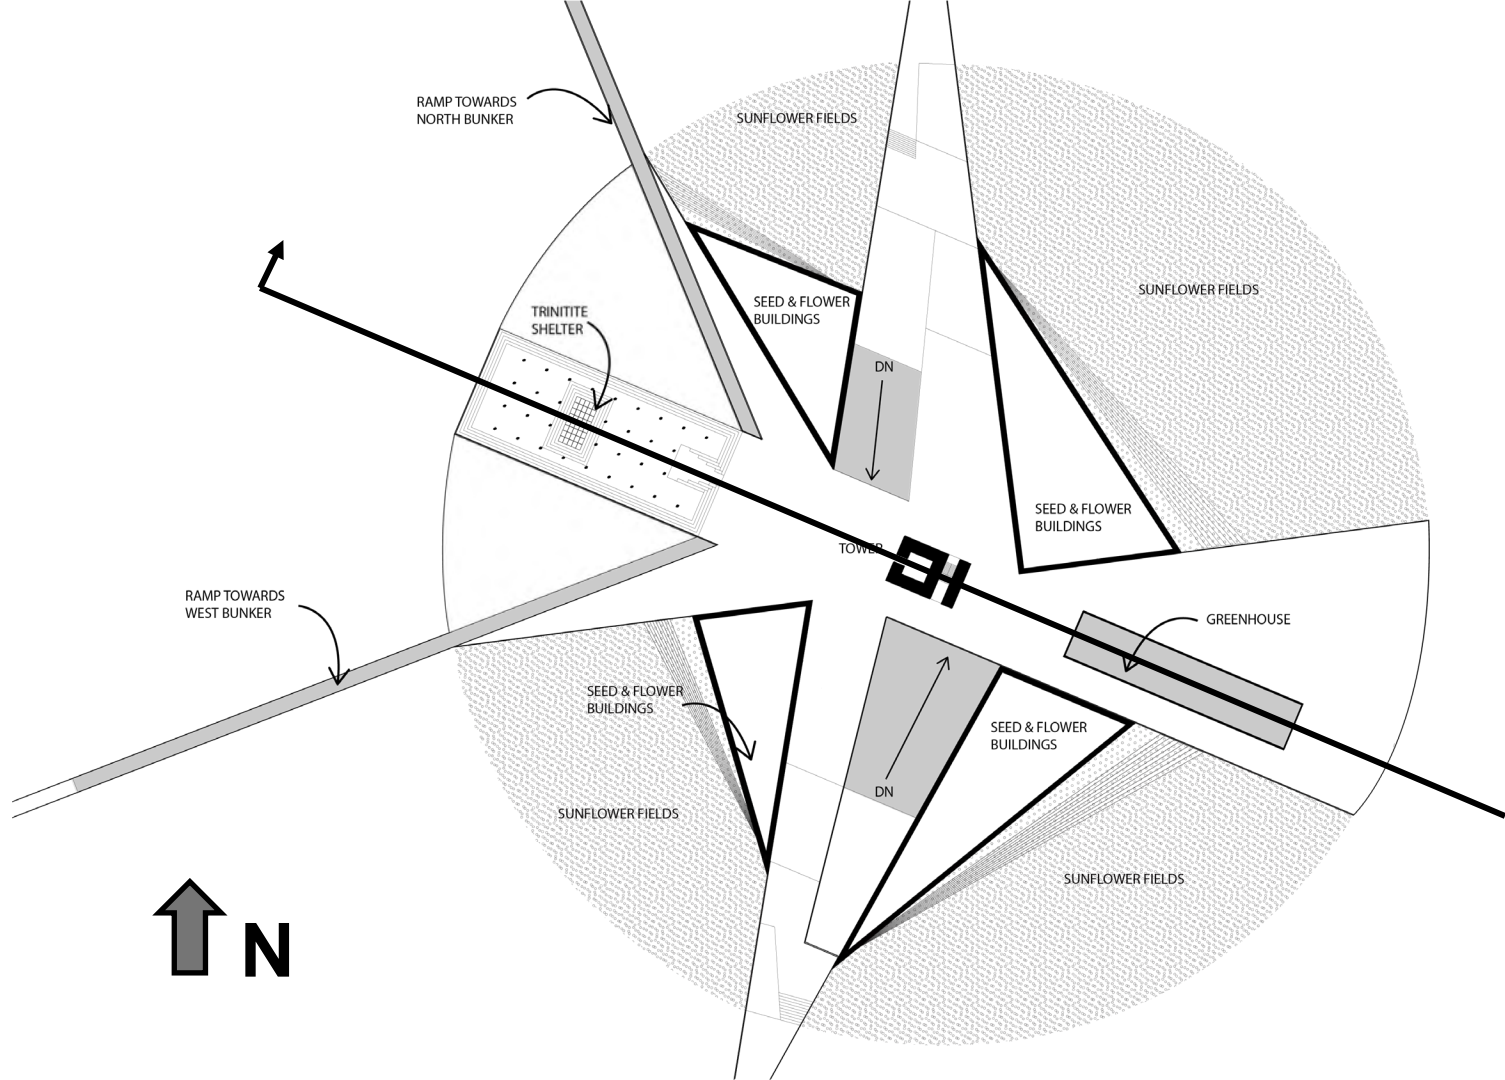 RAMP TOWARDS
NORTH BUNKER
SUNFLOWER FIELDS
SUNFLOWER FIELDS
SEED & FLOWER
BUILDINGS
TRINITITE
SHELTER
DN
SEED & FLOWER
BUILDINGS
TOWER
RAMP TOWARDS
WEST BUNKER
GREENHOUSE
SEED & FLOWER
BUILDINGS
SEED & FLOWER
BUILDINGS
DN
SUNFLOWER FIELDS
SUNFLOWER FIELDS
N